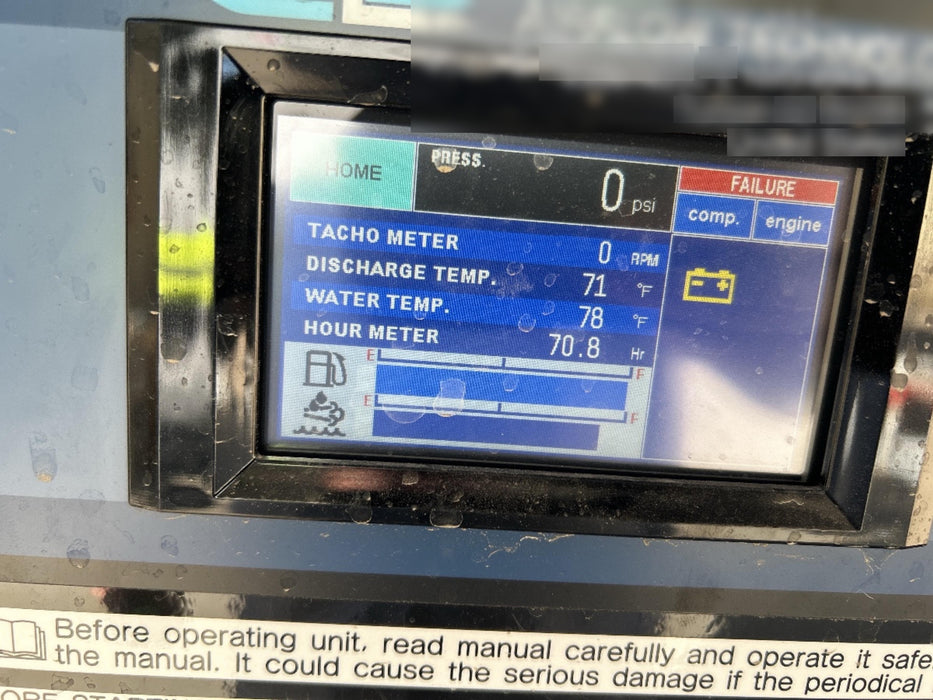 HOME
PRESS.
0 psi
FAILURE
comp. engine
TACHO METER 0 RPM
DISCHARGE TEMP. 71 °F
WATER TEMP. 78 °F
HOUR METER 70.8 Hr
E F
E F
Before operating unit, read manual carefully and operate it safe
the manual. It could cause the serious damage if the periodical